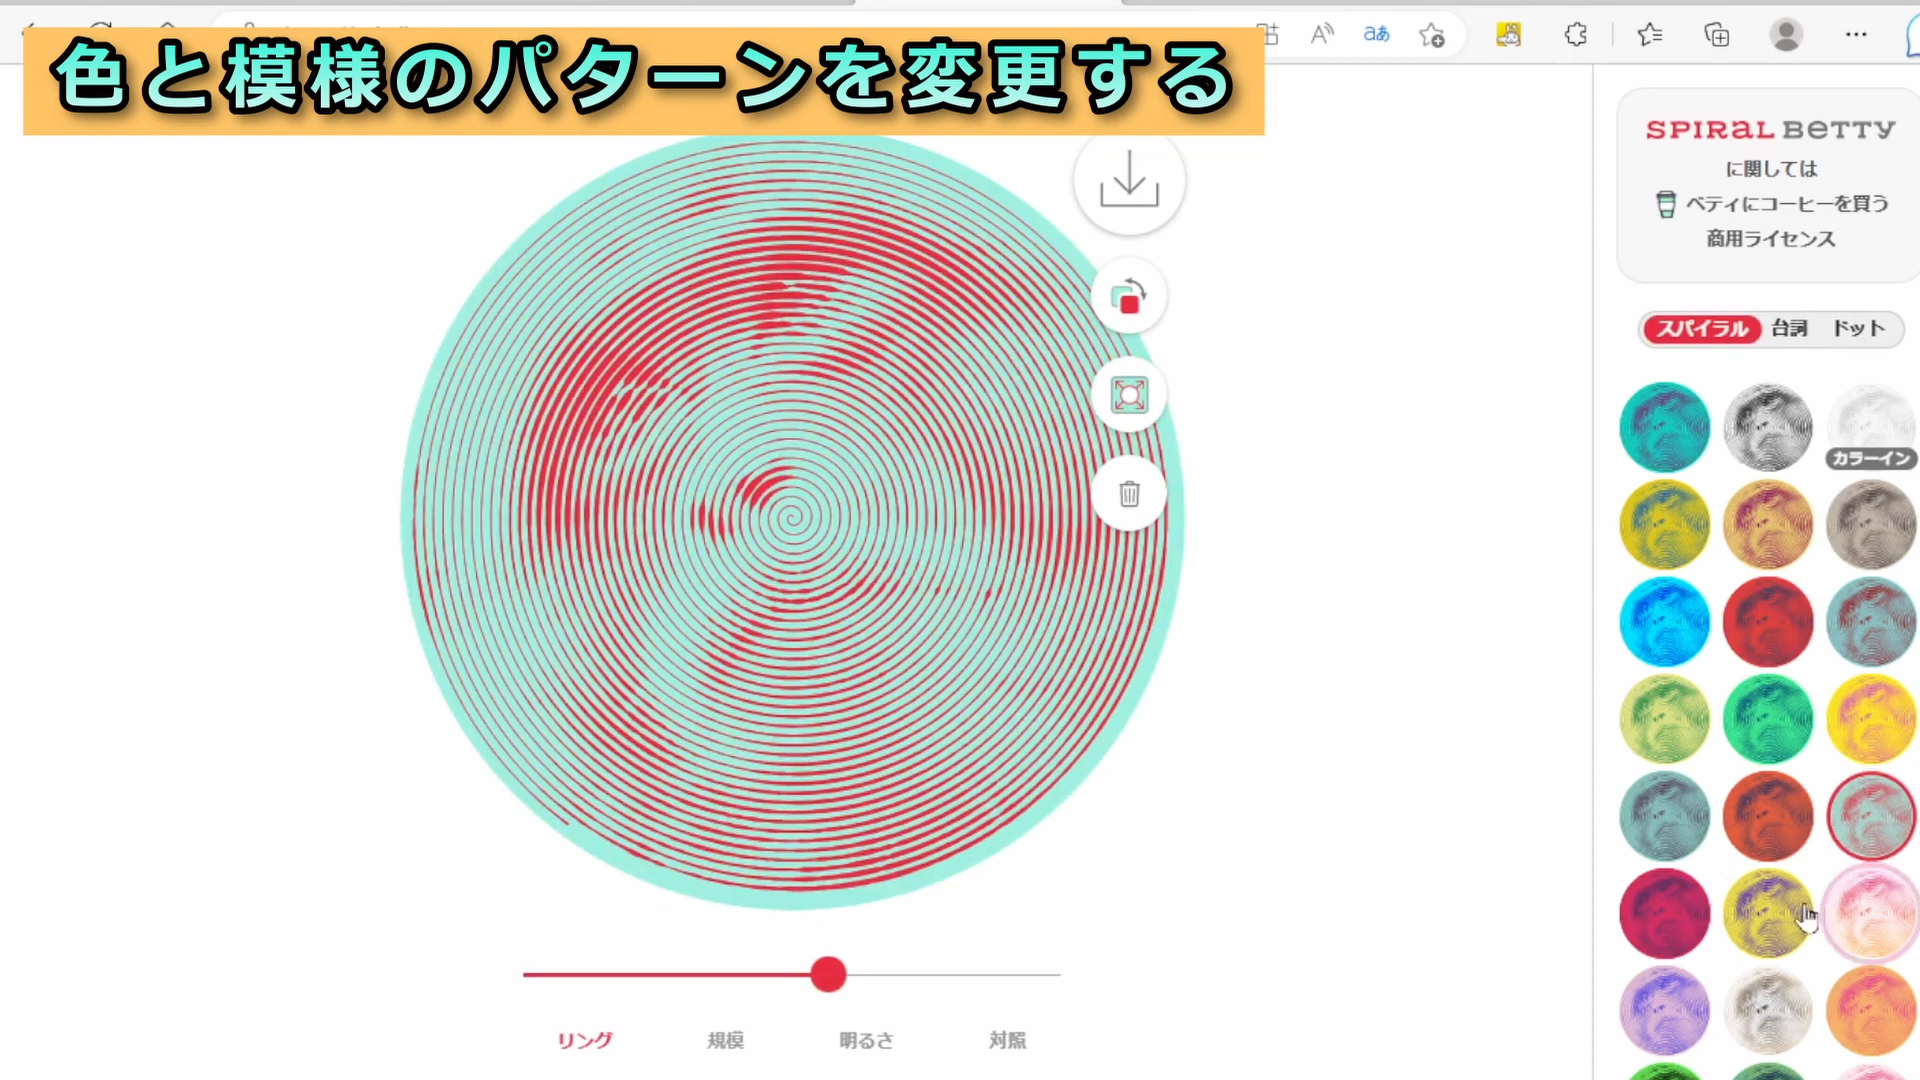 色と模様のパターンを変更する
aあ
SPIRAL BETTY
に関しては
ベティにコーヒーを買う
商用ライセンス
スパイラル 台詞 ドット
カラーイン
リング 規模 明るさ 対照